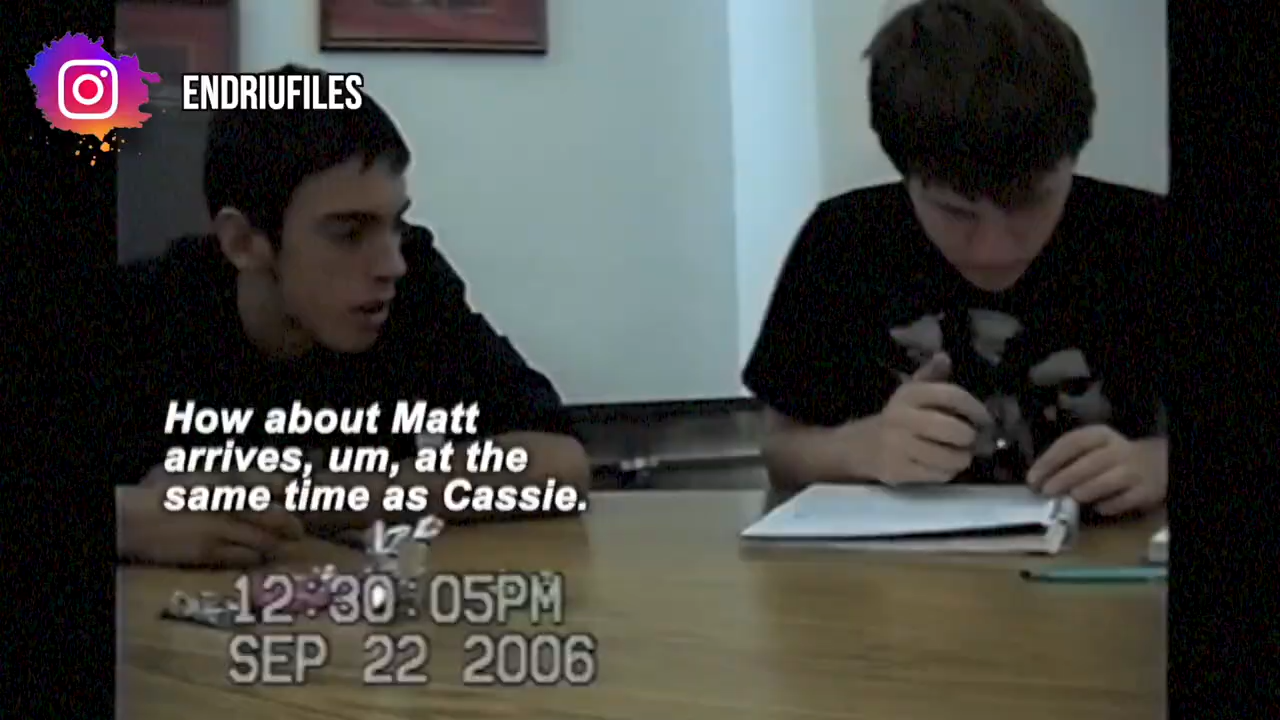 ENDRIUFILES
How about Matt
arrives, um, at the
same time as Cassie.
12:30:05PM
SEP 22 2006